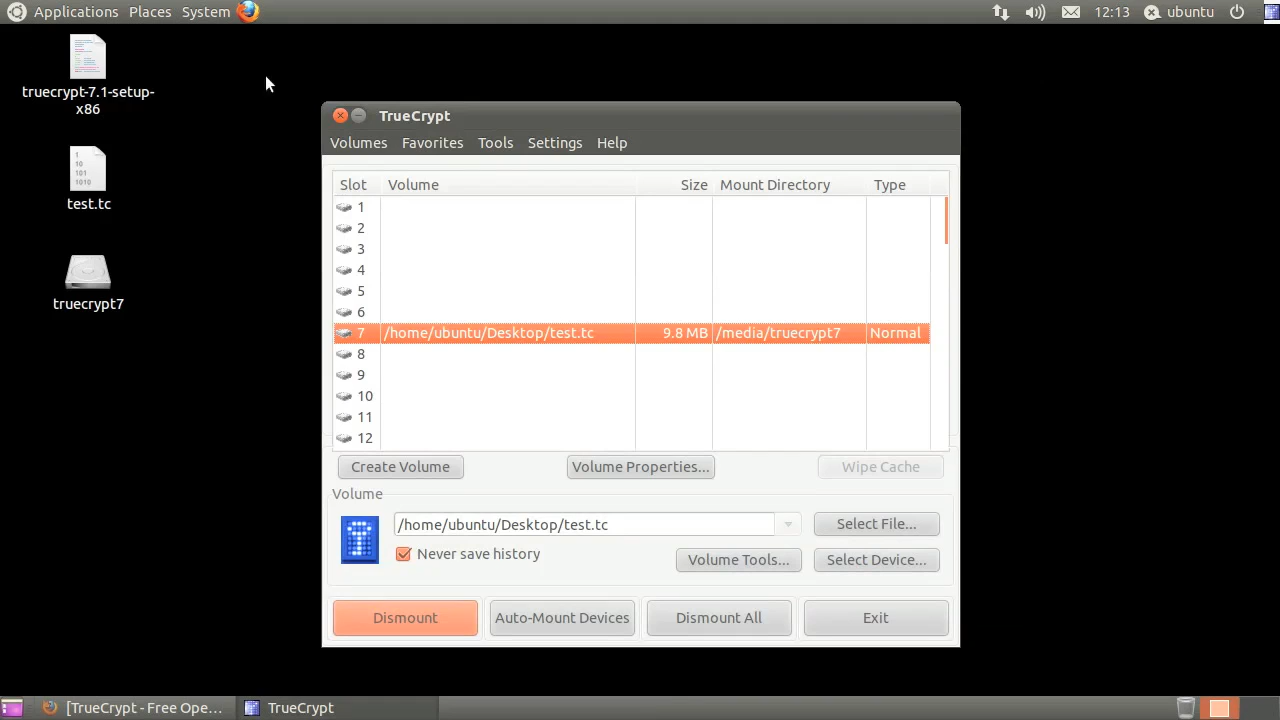 Applications Places System
12:13 ubuntu
truecrypt-7.1-setup-
x86
test.tc
truecrypt7
TrueCrypt
Volumes Favorites Tools Settings Help
Slot Volume Size Mount Directory Type
1
2
3
4
5
6
7 /home/ubuntu/Desktop/test.tc 9.8 MB /media/truecrypt7 Normal
8
9
10
11
12
Create Volume Volume Properties... Wipe Cache
Volume
/home/ubuntu/Desktop/test.tc Select File...
Never save history
Volume Tools... Select Device...
Dismount Auto-Mount Devices Dismount All Exit
[TrueCrypt - Free Ope... TrueCrypt